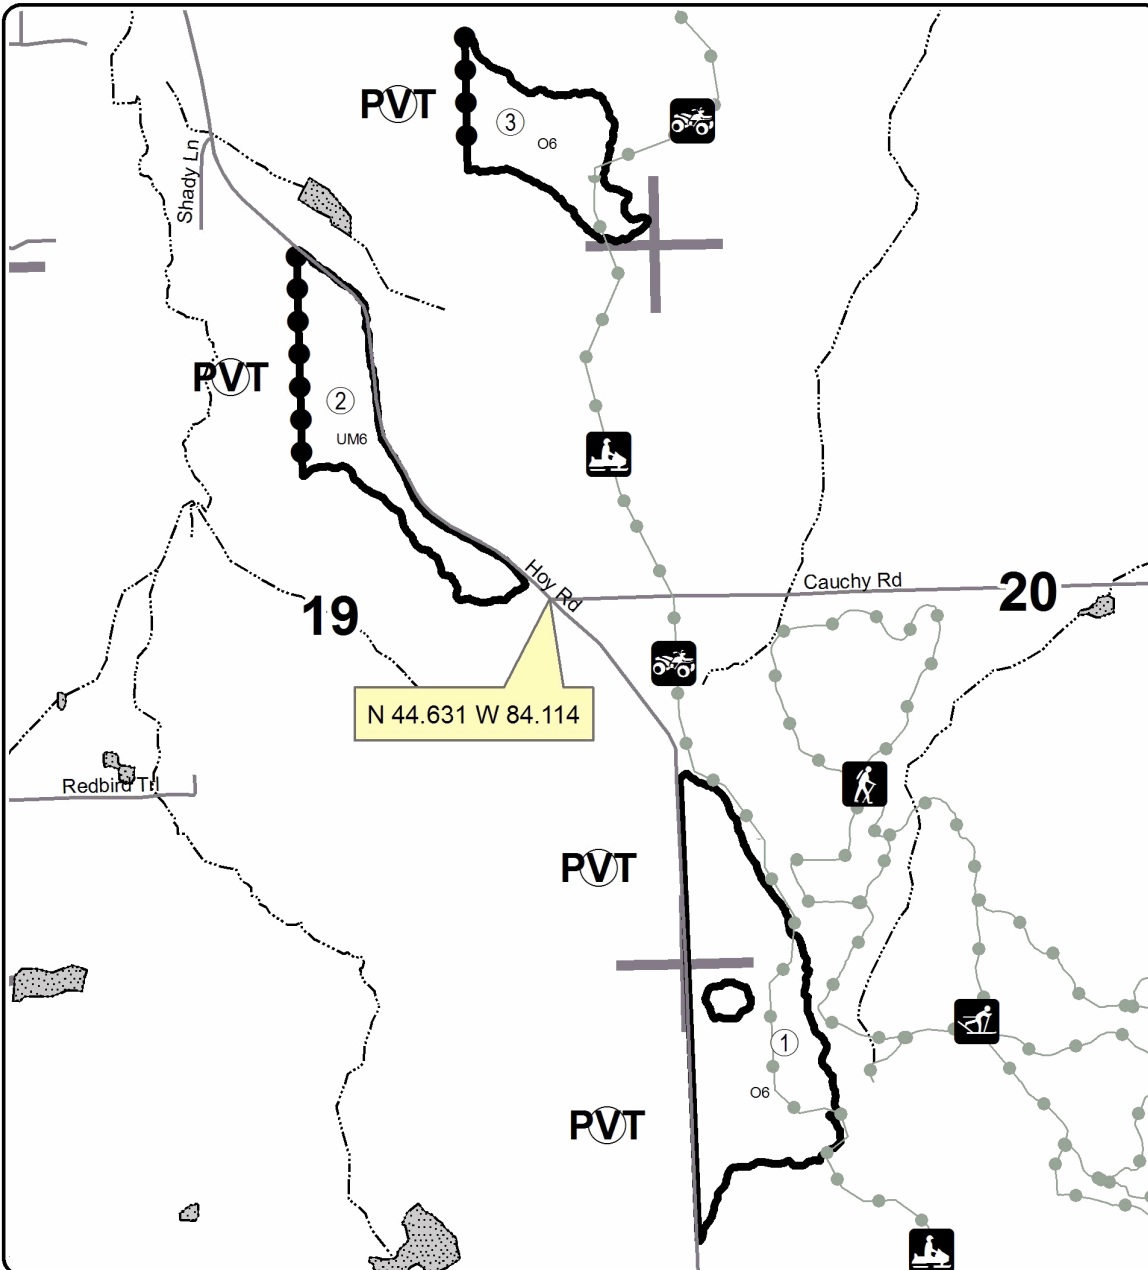 PVT
3
O6
Shady Ln
PVT
2
UM6
Hoy Rd
Cauchy Rd
20
19
N 44.631 W 84.114
Redbird Trl
PVT
1
O6
PVT